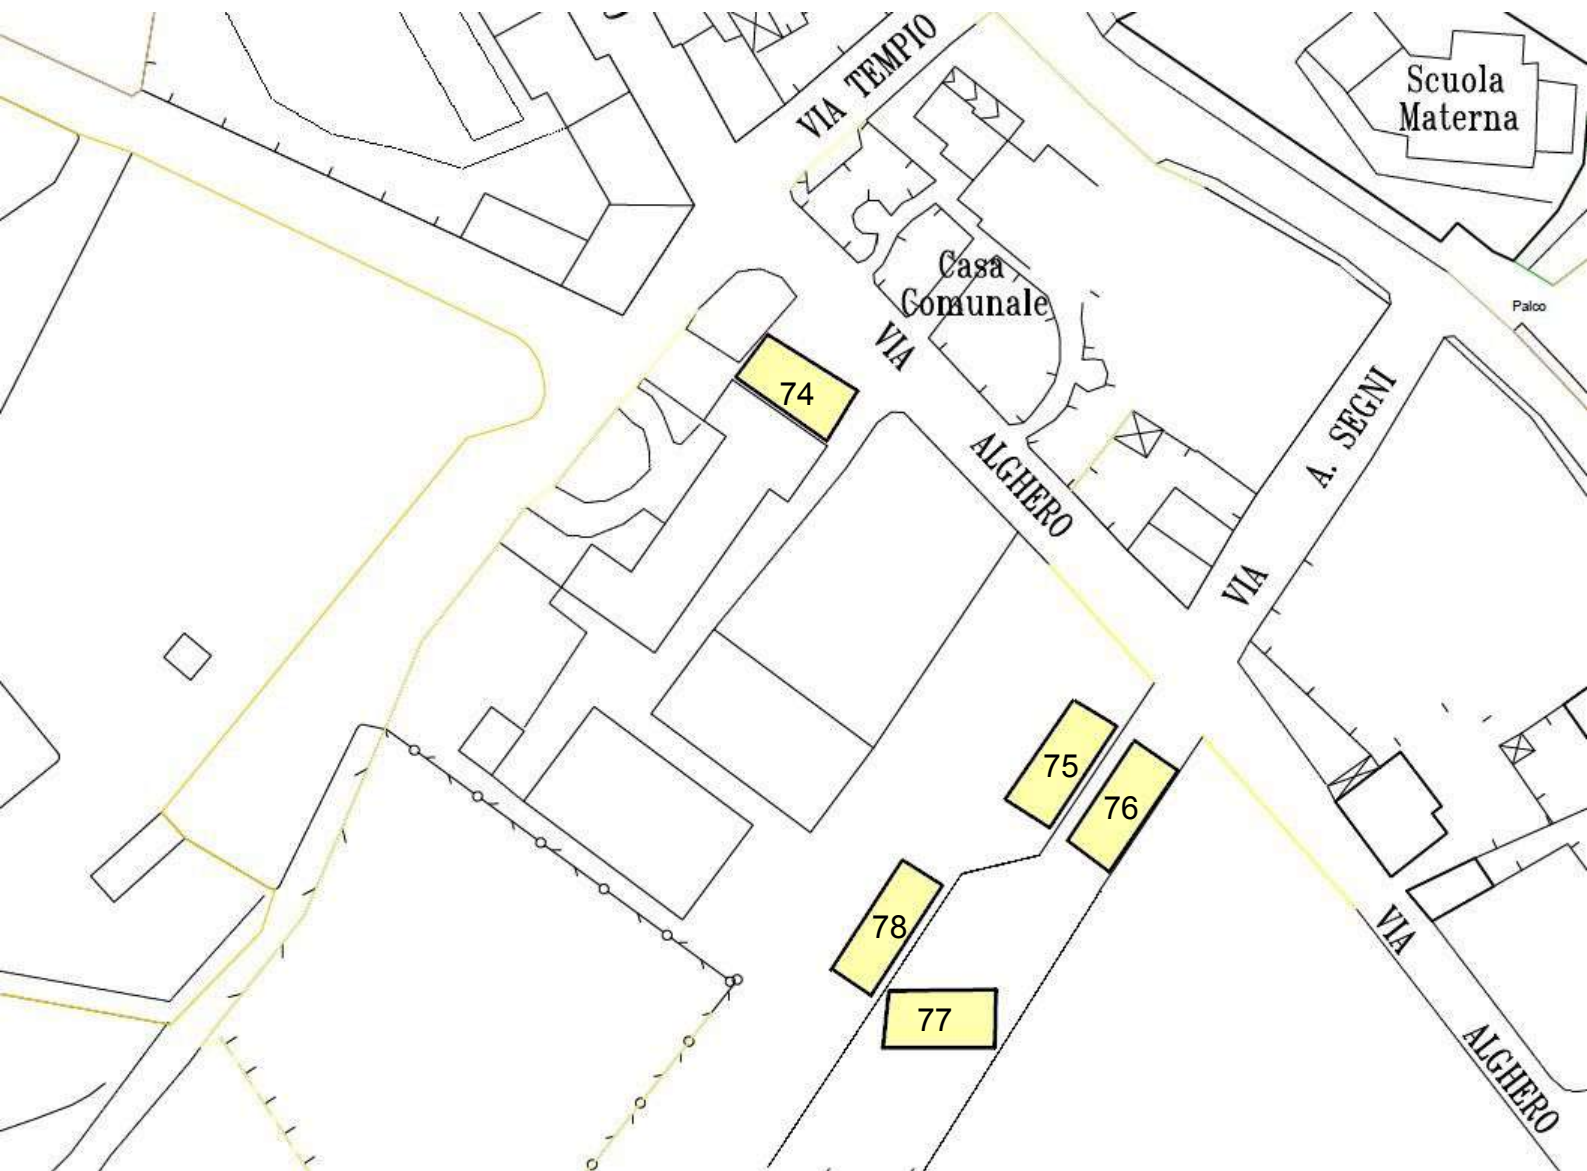 VIA TEMPIO
Scuola
Materna
Casa
Comunale
Palco
VIA
ALGHERO
74
A. SEGNI
VIA
75
76
78
77
VIA
ALGHERO